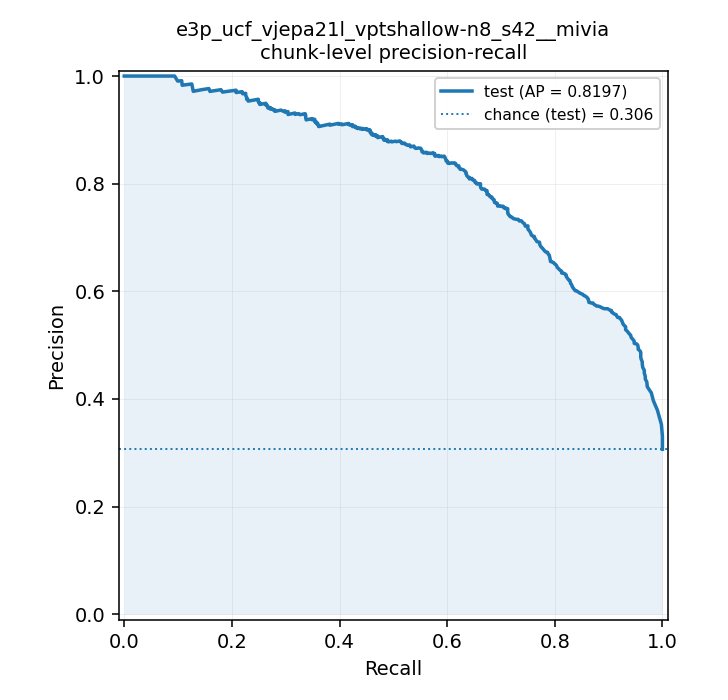 e3p_ucf_vjepa21l_vptshallow-n8_s42__mivia
chunk-level precision-recall
test (AP = 0.8197)
chance (test) = 0.306
Precision
1.0
0.8
0.6
0.4
0.2
0.0
0.0 0.2 0.4 0.6 0.8 1.0
Recall